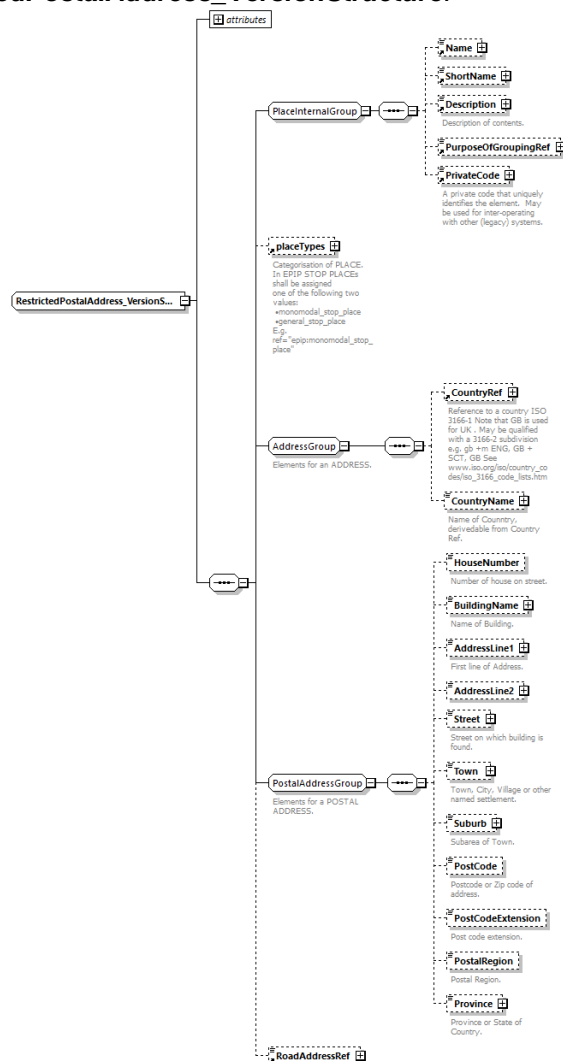 attributes
Name
ShortName
Description
Description of contents.
PurposeOfGroupingRef
PlaceInternalGroup
PrivateCode
A private code that uniquely
identifies the element. May
be used for inter-operating
with other (legacy) systems.
placeTypes
Categorisation of PLACE.
In EPIP STOP PLACEs
shall be assigned
one of the following two
values:
•monomodal_stop_place
•general_stop_place
E.g.
ref="epip:monomodal_stop_
place"
RestrictedPostalAddress_VersionS...
CountryRef
Reference to a country ISO
3166-1 Note that GB is used
for UK . May be qualified
with a 3166-2 subdivision
e.g. gb +m ENG, GB +
SCT, GB See
www.iso.org/iso/country_co
des/iso_3166_code_lists.htm
AddressGroup
Elements for an ADDRESS.
CountryName
Name of Counntry,
derivedable from Country
Ref.
HouseNumber
Number of house on street.
BuildingName
Name of Building.
AddressLine1
First line of Address.
AddressLine2
Street
Street on which building is
found.
PostalAddressGroup
Elements for a POSTAL
ADDRESS.
Town
Town, City, Village or other
named settlement.
Suburb
Subarea of Town.
PostCode
Postcode or Zip code of
address.
PostCodeExtension
Post code extension.
PostalRegion
Postal Region.
Province
Province or State of
Country.
RoadAddressRef